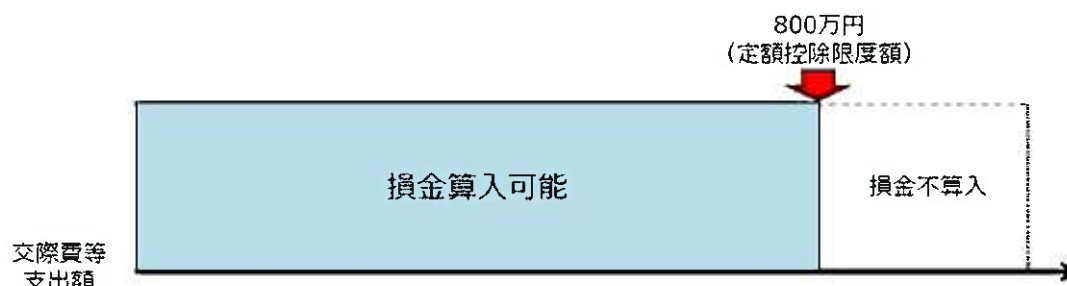 800万円
(定額控除限度額)
損金算入可能
損金不算入
交際費等
支出額